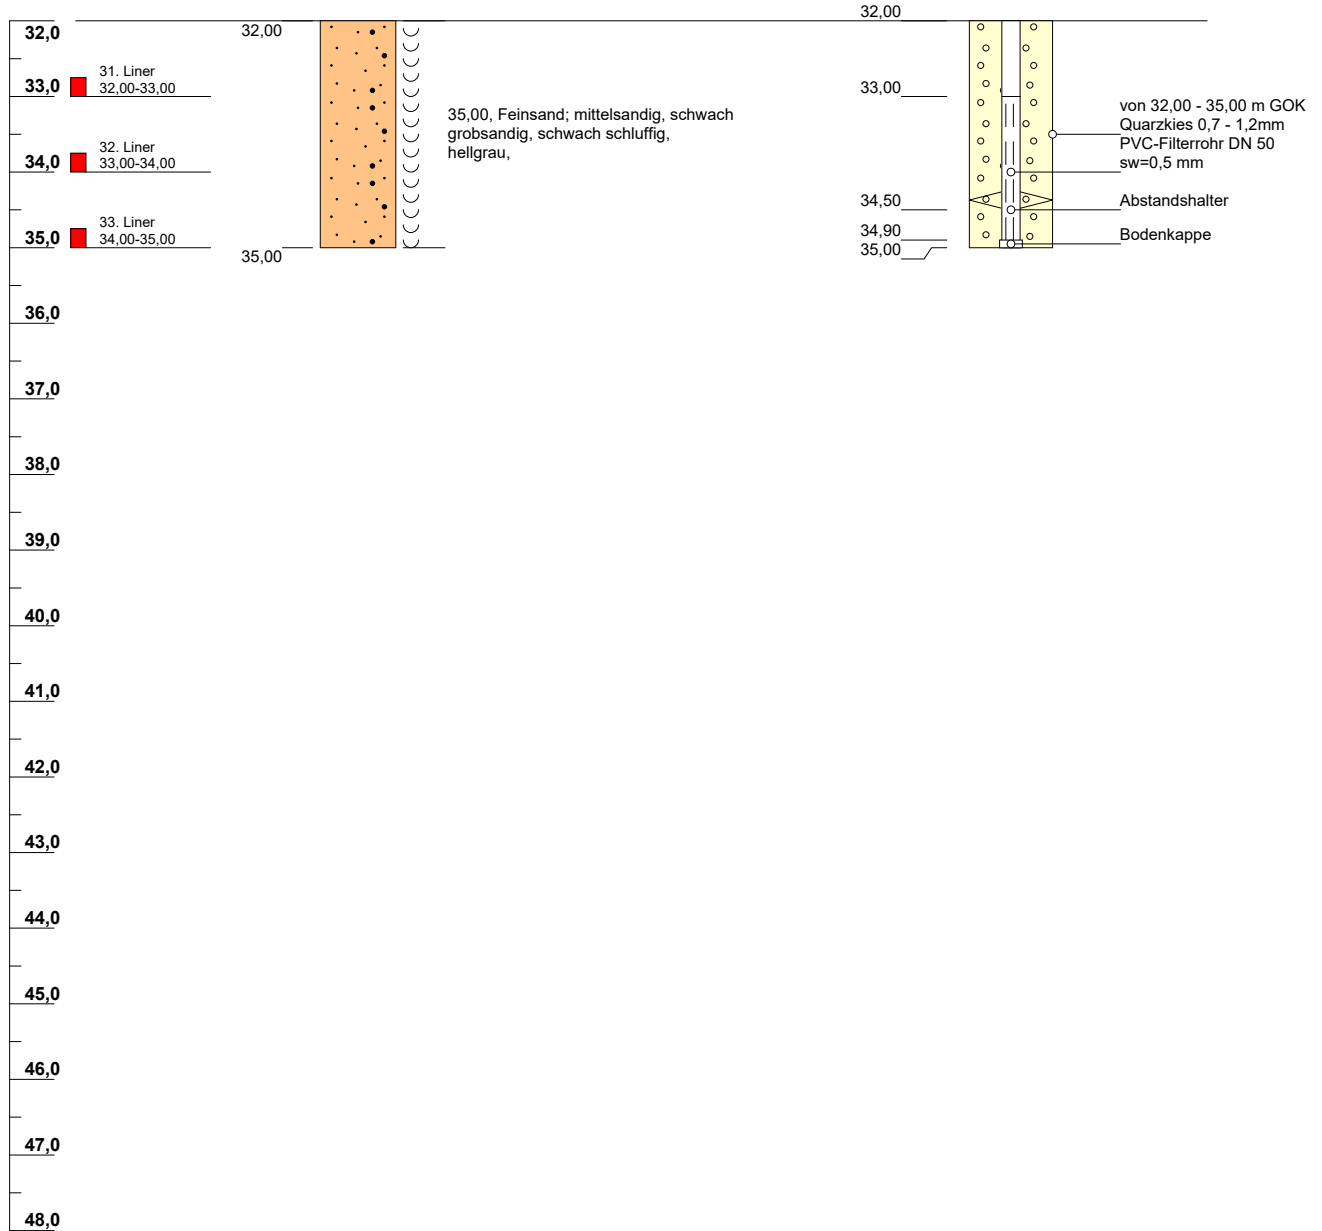 32,0
33,0
34,0
35,0
36,0
37,0
38,0
39,0
40,0
41,0
42,0
43,0
44,0
45,0
46,0
47,0
48,0
31. Liner
32,00-33,00
32. Liner
33,00-34,00
33. Liner
34,00-35,00
32,00
35,00
35,00, Feinsand; mittelsandig, schwach
grobsandig, schwach schluffig,
hellgrau,
32,00
33,00
34,50
34,90
35,00
von 32,00 - 35,00 m GOK
Quarzkies 0,7 - 1,2mm
PVC-Filterrohr DN 50
sw=0,5 mm
Abstandshalter
Bodenkappe